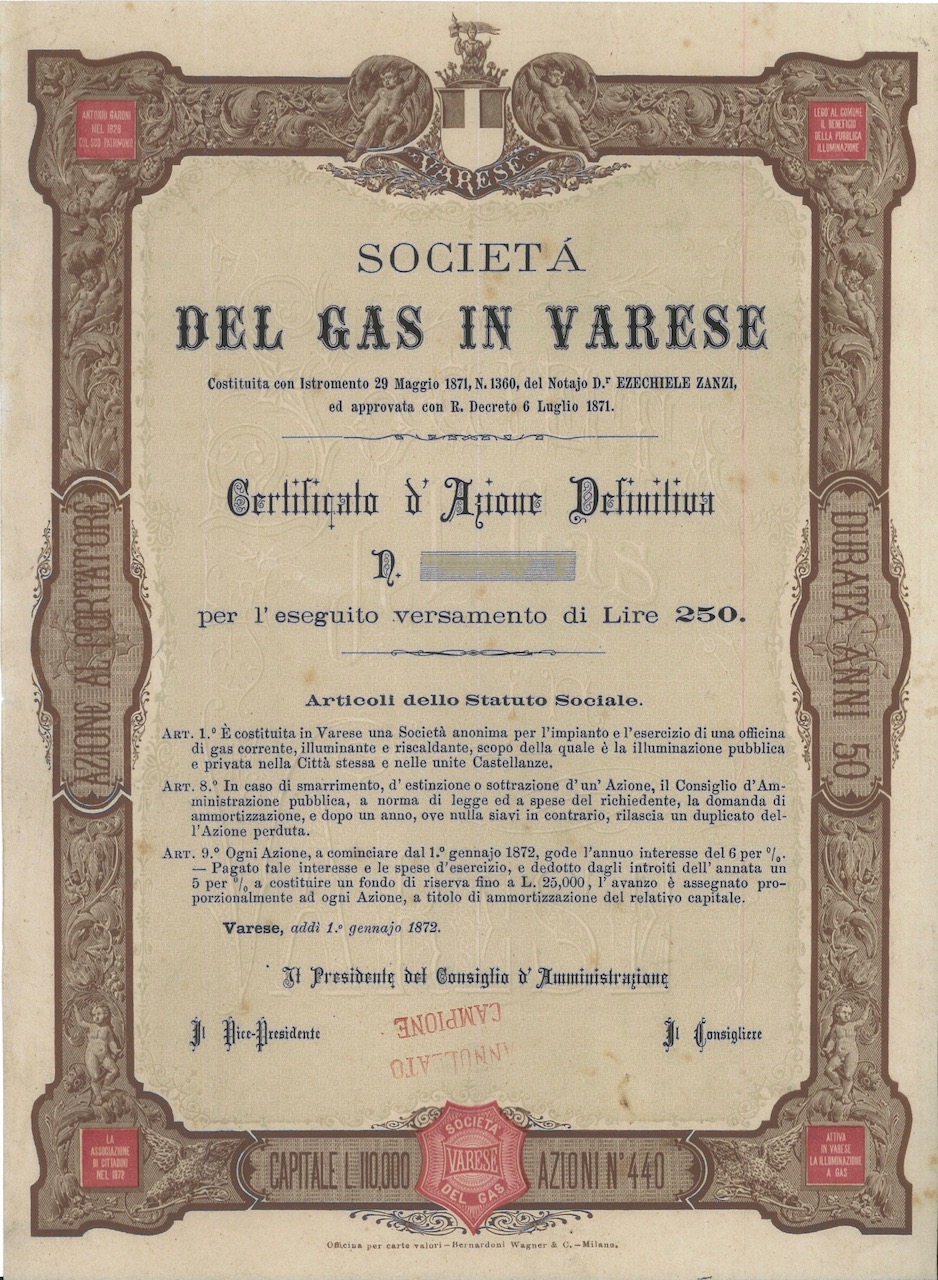 VARESE
ANTONIO GARONI
NEL 1828
COL SUO PATRIMONIO
LEGO' AL COMUNE
IL BENEFICIO
DELLA PUBBLICA
ILLUMINAZIONE
SOCIETÁ
DEL GAS IN VARESE
Costituita con Istromento 29 Maggio 1871, N. 1360, del Notajo D.r EZECHIELE ZANZI,
ed approvata con R. Decreto 6 Luglio 1871.
Certificato d'Azione Definitiva
N.
per l'eseguito versamento di Lire 250.
AZIONE AL PORTATORE
DURATA ANNI 50
Articoli dello Statuto Sociale.
ART. 1.º È costituita in Varese una Società anonima per l'impianto e l'esercizio di una officina
di gas corrente, illuminante e riscaldante, scopo della quale è la illuminazione pubblica
e privata nella Città stessa e nelle unite Castellanze.
ART. 8.º In caso di smarrimento, d'estinzione o sottrazione d'un' Azione, il Consiglio d'Am-
ministrazione pubblica, a norma di legge ed a spese del richiedente, la domanda di
ammortizzazione, e dopo un anno, ove nulla siavi in contrario, rilascia un duplicato del-
l'Azione perduta.
ART. 9.º Ogni Azione, a cominciare dal 1.º gennajo 1872, gode l'annuo interesse del 6 per %.
— Pagato tale interesse e le spese d'esercizio, e dedotto dagli introiti dell'annata un
5 per % a costituire un fondo di riserva fino a L. 25,000, l'avanzo è assegnato pro-
porzionalmente ad ogni Azione, a titolo di ammortizzazione del relativo capitale.
Varese, addì 1.º gennajo 1872.
Il Presidente del Consiglio d'Amministrazione
Il Vice-Presidente
Il Consigliere
CAMPIONE
ANNULLATO
LA
ASSOCIAZIONE
DI CITTADINI
NEL 1872
CAPITALE L. 110,000
SOCIETA'
VARESE
DEL GAS
AZIONI N° 440
ATTIVA
IN VARESE
LA ILLUMINAZIONE
A GAS
Officina per carte valori — Bernardoni Wagner & C. — Milano.